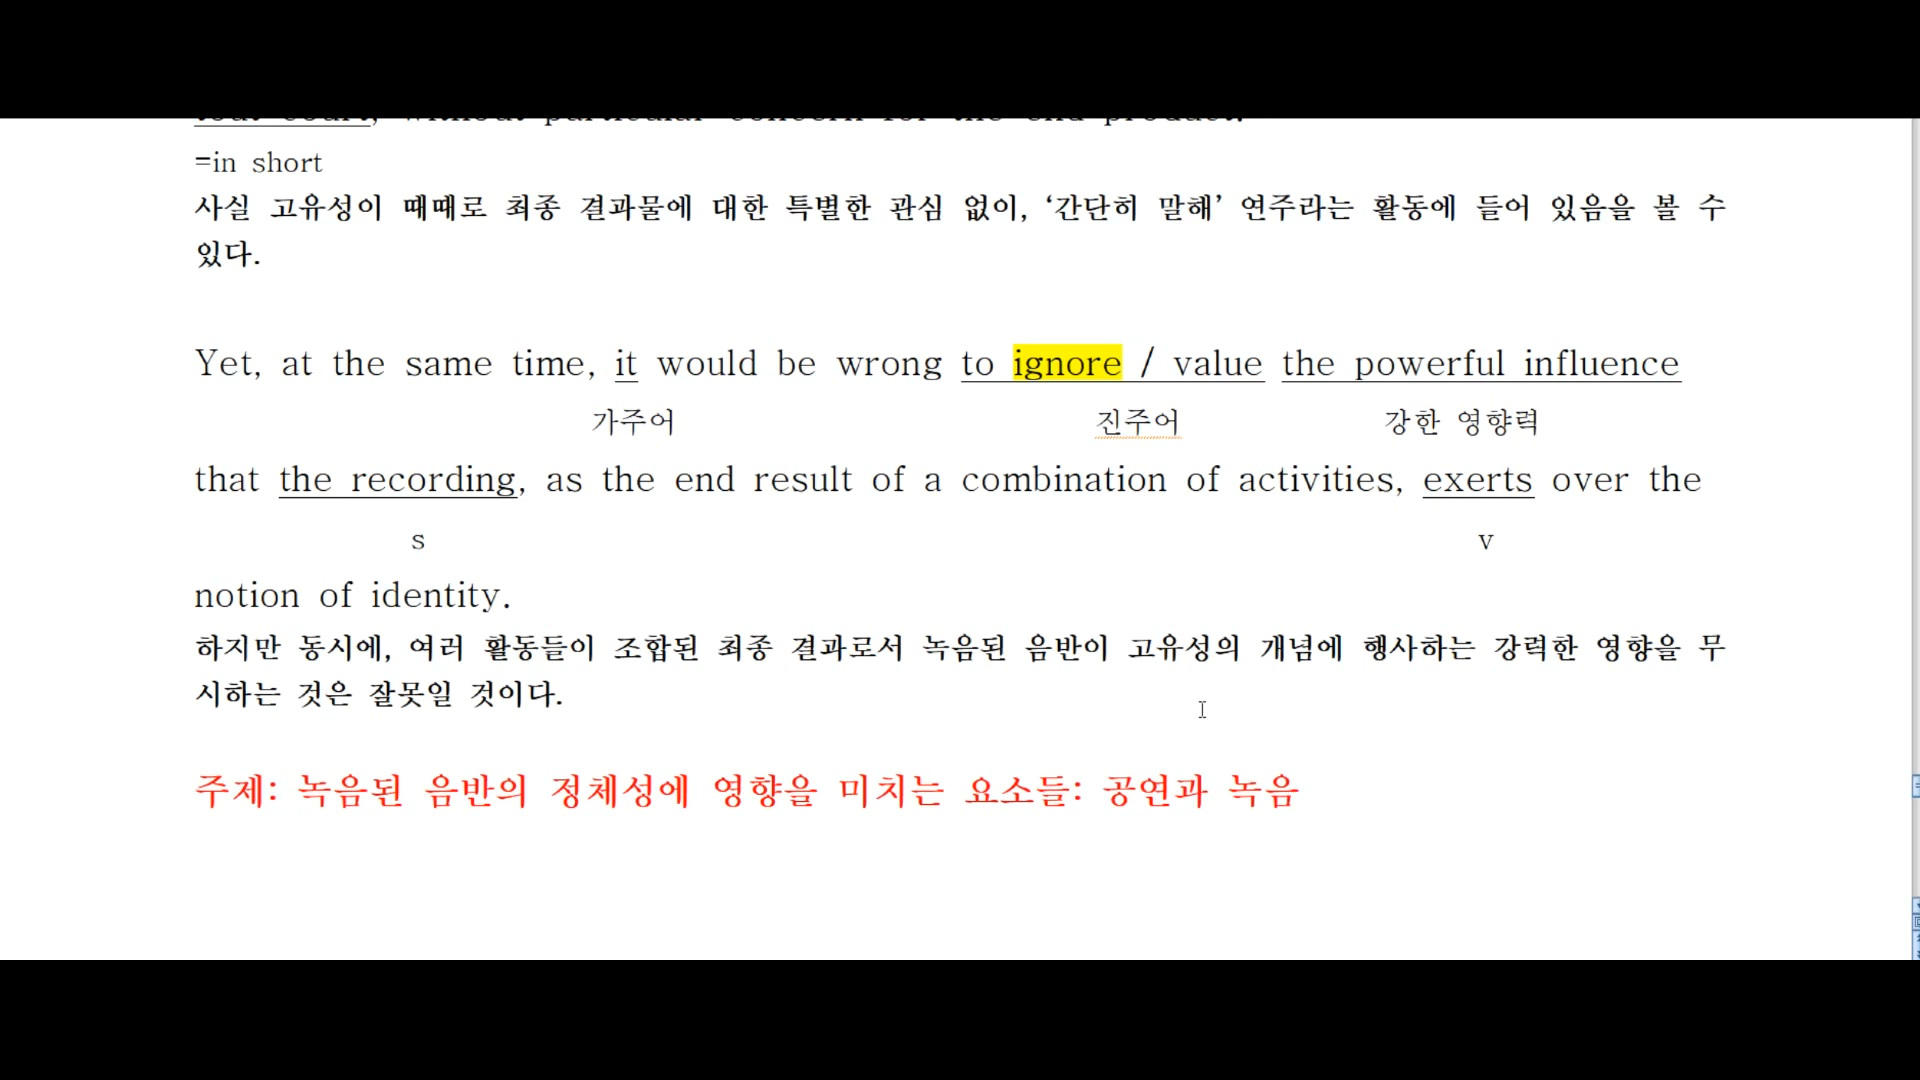 tout court, without particular concern for the end product.
=in short
사실 고유성이 때때로 최종 결과물에 대한 특별한 관심 없이, ‘간단히 말해’ 연주라는 활동에 들어 있음을 볼 수
있다.
Yet, at the same time, it would be wrong to ignore / value the powerful influence
가주어 진주어 강한 영향력
that the recording, as the end result of a combination of activities, exerts over the
s v
notion of identity.
하지만 동시에, 여러 활동들이 조합된 최종 결과로서 녹음된 음반이 고유성의 개념에 행사하는 강력한 영향을 무
시하는 것은 잘못일 것이다.
주제: 녹음된 음반의 정체성에 영향을 미치는 요소들: 공연과 녹음